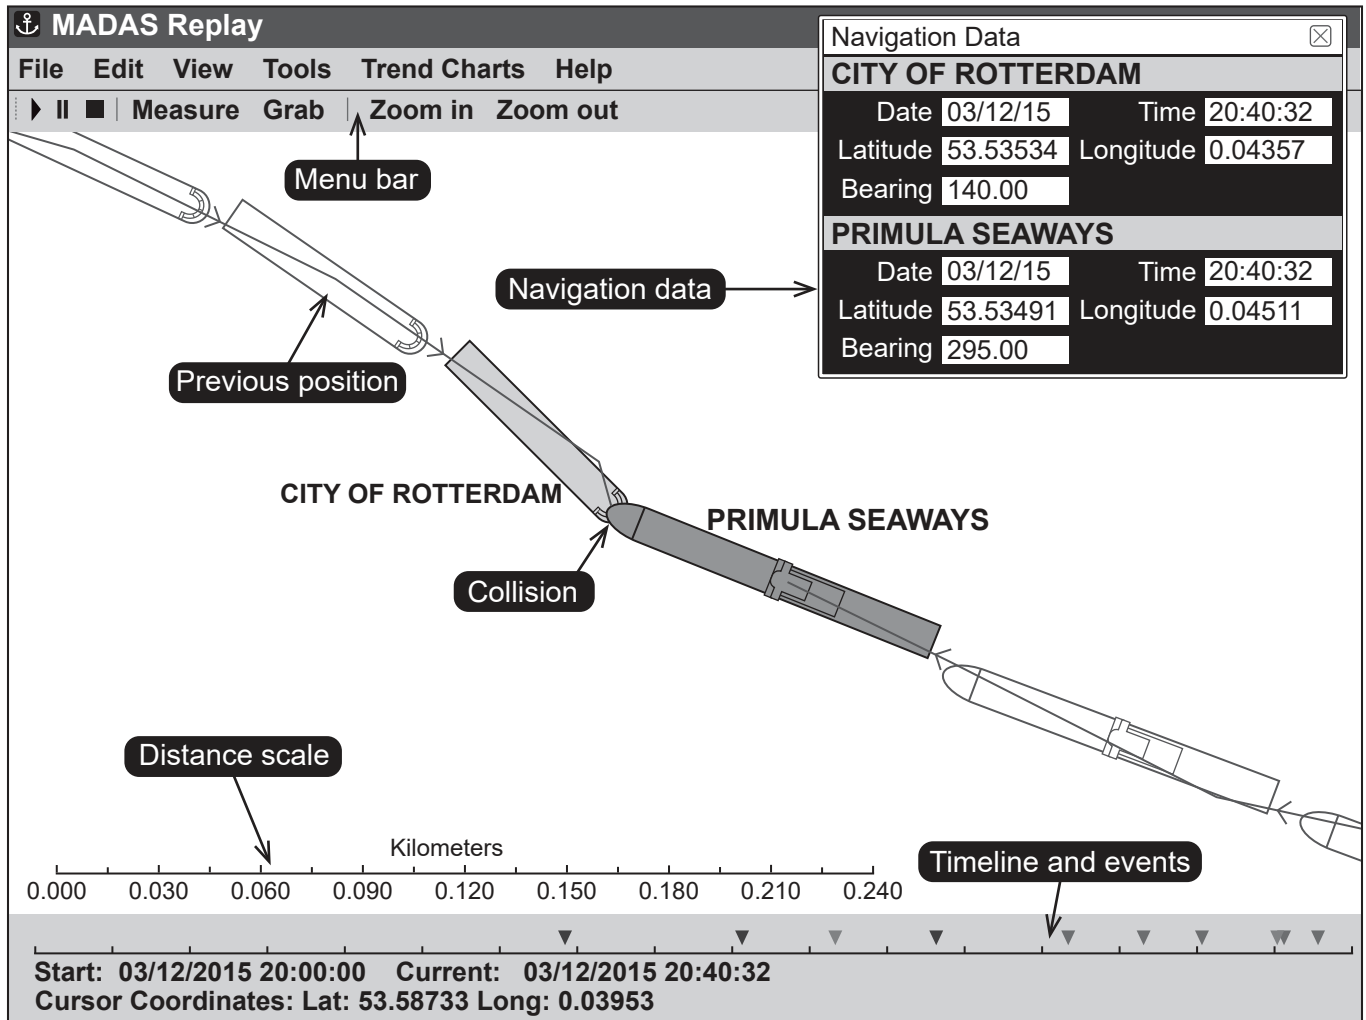 MADAS Replay
File Edit View Tools Trend Charts Help
Measure Grab Zoom in Zoom out
Menu bar
Navigation Data
CITY OF ROTTERDAM
Date 03/12/15 Time 20:40:32
Latitude 53.53534 Longitude 0.04357
Bearing 140.00
PRIMULA SEAWAYS
Date 03/12/15 Time 20:40:32
Latitude 53.53491 Longitude 0.04511
Bearing 295.00
Navigation data
Previous position
CITY OF ROTTERDAM
PRIMULA SEAWAYS
Collision
Distance scale
Kilometers
0.000 0.030 0.060 0.090 0.120 0.150 0.180 0.210 0.240
Timeline and events
Start: 03/12/2015 20:00:00 Current: 03/12/2015 20:40:32
Cursor Coordinates: Lat: 53.58733 Long: 0.03953